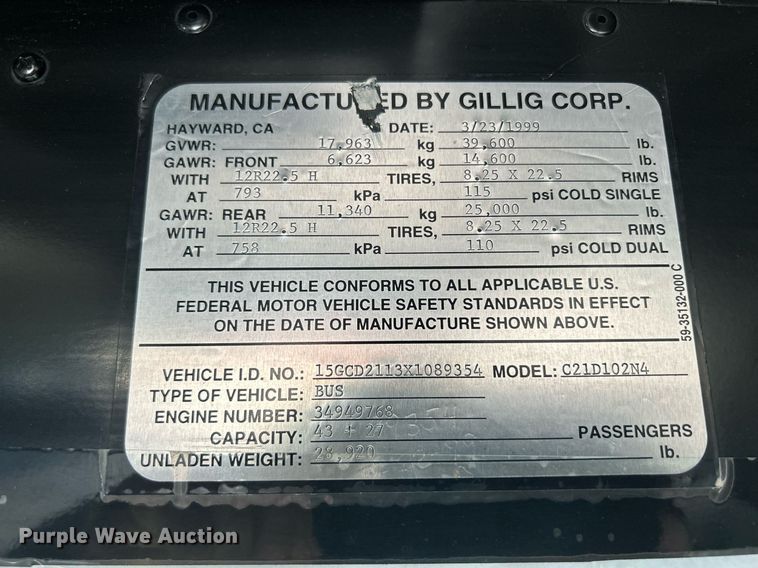 MANUFACTURED BY GILLIG CORP.
HAYWARD, CA DATE: 3/23/1999
GVWR: 17,963 kg 39,600 lb.
GAWR: FRONT 6,623 kg 14,600 lb.
WITH 12R22.5 H TIRES, 8.25 X 22.5 RIMS
AT 793 kPa 115 psi COLD SINGLE
GAWR: REAR 11,340 kg 25,000 lb.
WITH 12R22.5 H TIRES, 8.25 X 22.5 RIMS
AT 758 kPa 110 psi COLD DUAL
THIS VEHICLE CONFORMS TO ALL APPLICABLE U.S.
FEDERAL MOTOR VEHICLE SAFETY STANDARDS IN EFFECT
ON THE DATE OF MANUFACTURE SHOWN ABOVE.
59-35132-000 C
VEHICLE I.D. NO.: 15GCD2113X1089354 MODEL: C21D102N4
TYPE OF VEHICLE: BUS
ENGINE NUMBER: 34949768
CAPACITY: 43 + 27 PASSENGERS
UNLADEN WEIGHT: 28,920 lb.
Purple Wave Auction